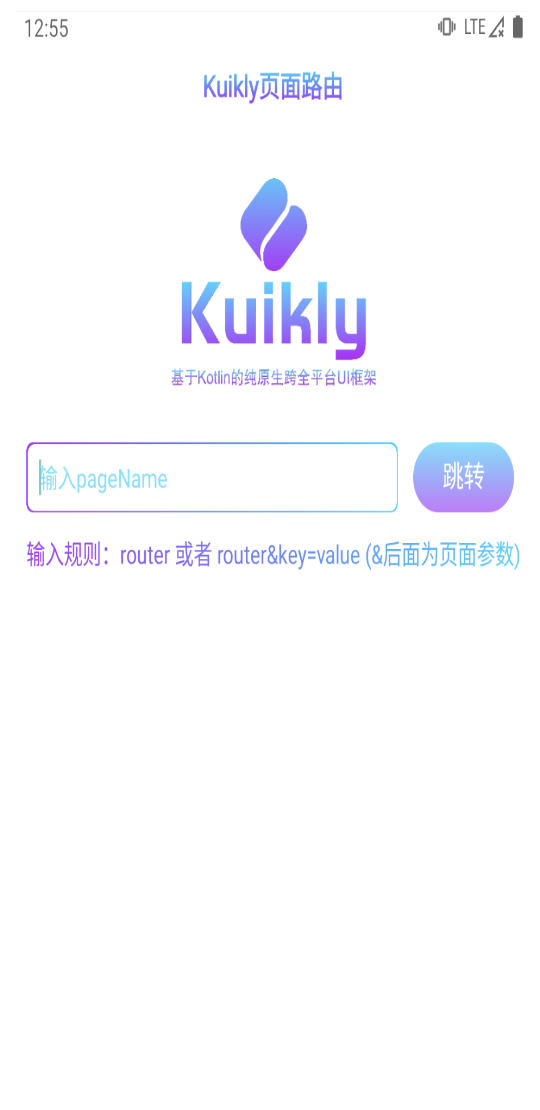 12:55 LTE
Kuikly页面路由
Kuikly
基于Kotlin的纯原生跨全平台UI框架
输入pageName 跳转
输入规则：router 或者 router&key=value (&后面为页面参数)